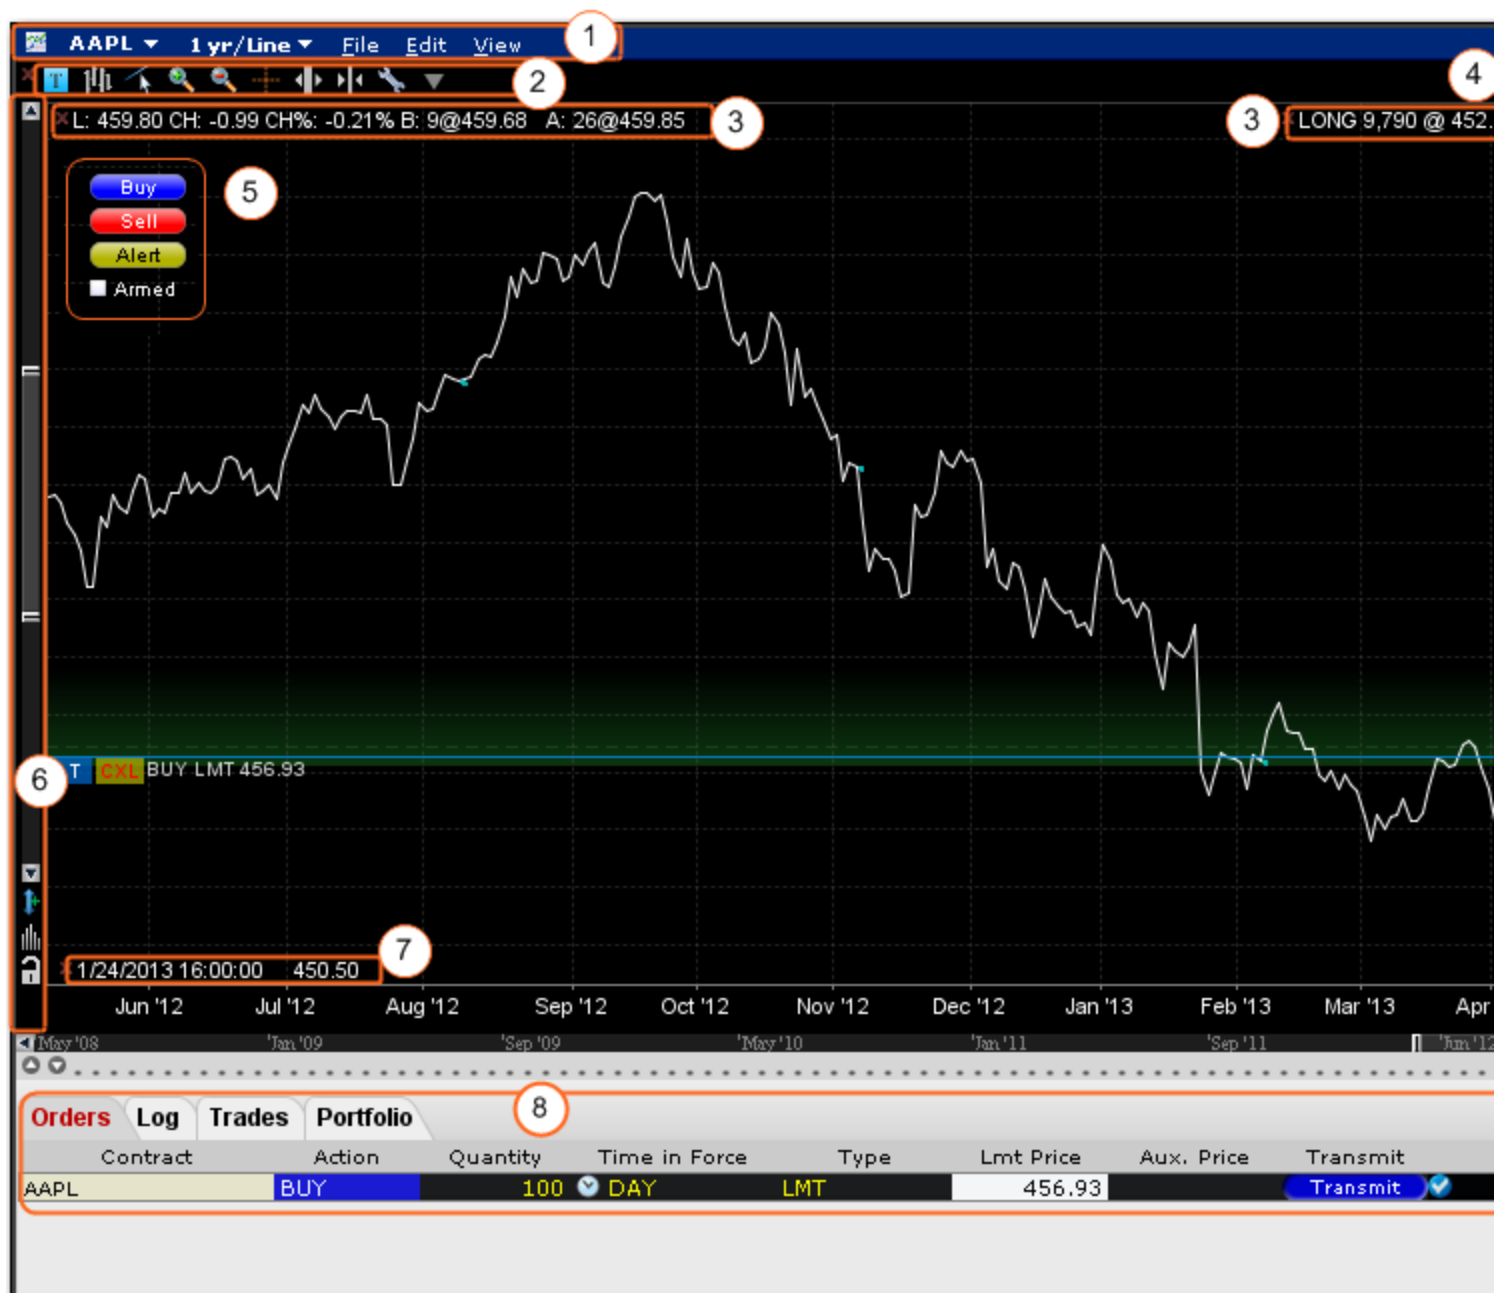 AAPL 1 yr/Line File Edit View 1
T 2 4
L: 459.80 CH: -0.99 CH%: -0.21% B: 9@459.68 A: 26@459.85 3 3 LONG 9,790 @ 452.
Buy 5
Sell
Alert
Armed
6 T CXL BUY LMT 456.93
7
1/24/2013 16:00:00 450.50
Jun '12 Jul '12 Aug '12 Sep '12 Oct '12 Nov '12 Dec '12 Jan '13 Feb '13 Mar '13 Apr
May '08 'Jan '09 'Sep '09 'May '10 'Jan '11 'Sep '11 'Jun '12
8
Orders Log Trades Portfolio
Contract Action Quantity Time in Force Type Lmt Price Aux. Price Transmit
AAPL BUY 100 DAY LMT 456.93 Transmit